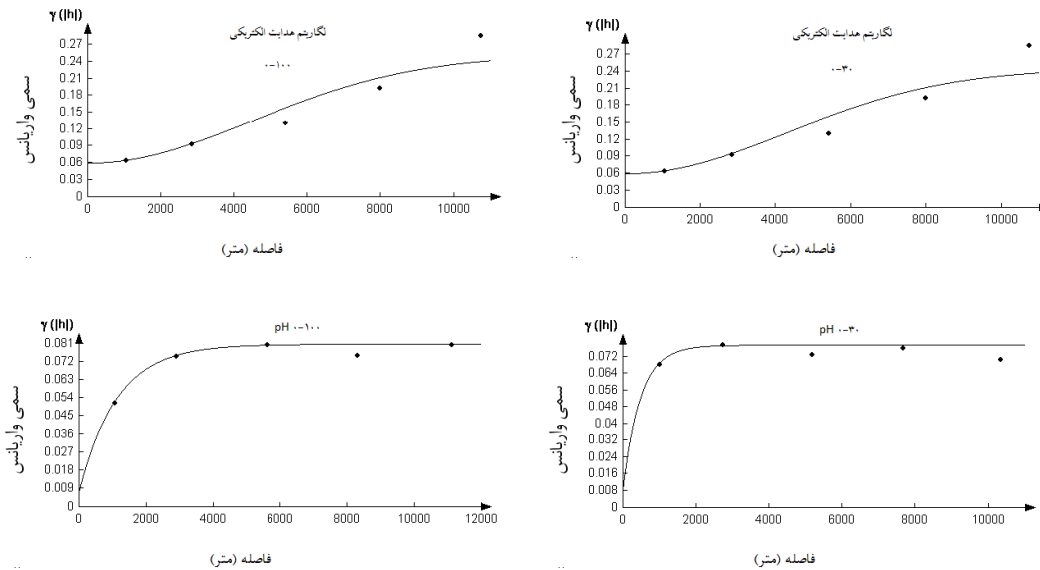 γ (|h|)
لگاریتم هدایت الکتریکی
۰-۱۰۰
سمی واریانس
0.27
0.24
0.21
0.18
0.15
0.12
0.09
0.06
0.03
0
0 2000 4000 6000 8000 10000
فاصله (متر)
γ (|h|)
لگاریتم هدایت الکتریکی
۰-۳۰
سمی واریانس
0.27
0.24
0.21
0.18
0.15
0.12
0.09
0.06
0.03
0
0 2000 4000 6000 8000 10000
فاصله (متر)
γ (|h|)
pH ۰-۱۰۰
سمی واریانس
0.081
0.072
0.063
0.054
0.045
0.036
0.027
0.018
0.009
0
0 2000 4000 6000 8000 10000 12000
فاصله (متر)
γ (|h|)
pH ۰-۳۰
سمی واریانس
0.072
0.064
0.056
0.048
0.04
0.032
0.024
0.016
0.008
0
0 2000 4000 6000 8000 10000
فاصله (متر)